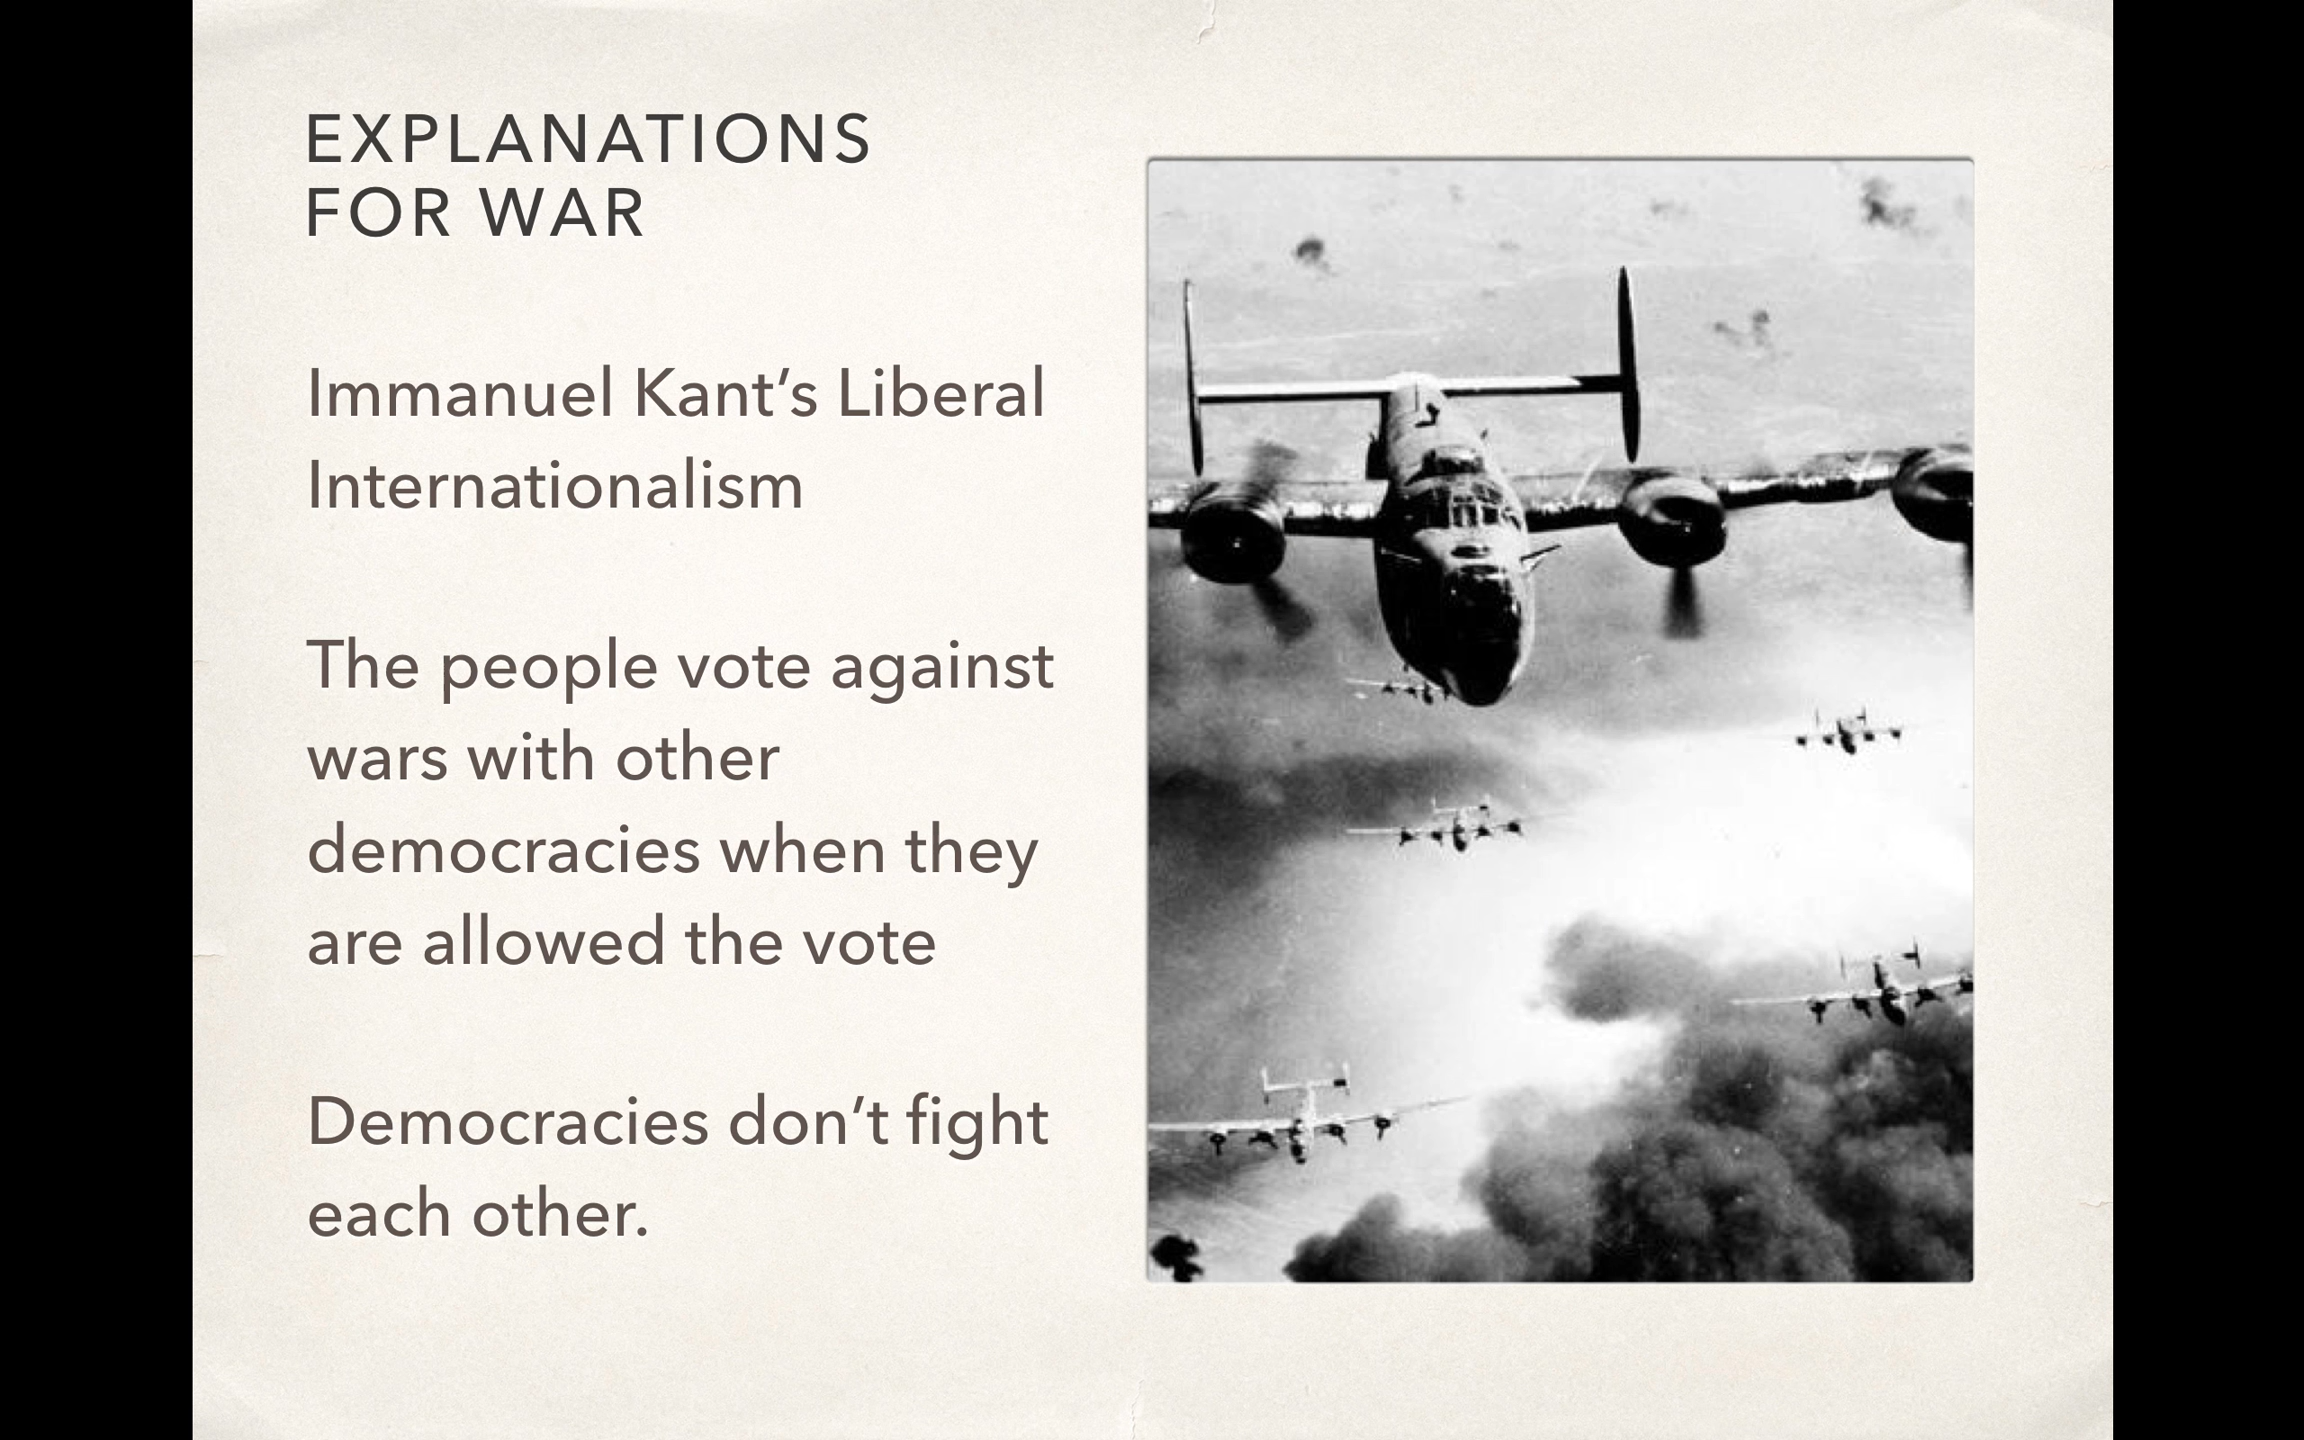 EXPLANATIONS
FOR WAR
Immanuel Kant’s Liberal
Internationalism
The people vote against
wars with other
democracies when they
are allowed the vote
Democracies don’t fight
each other.